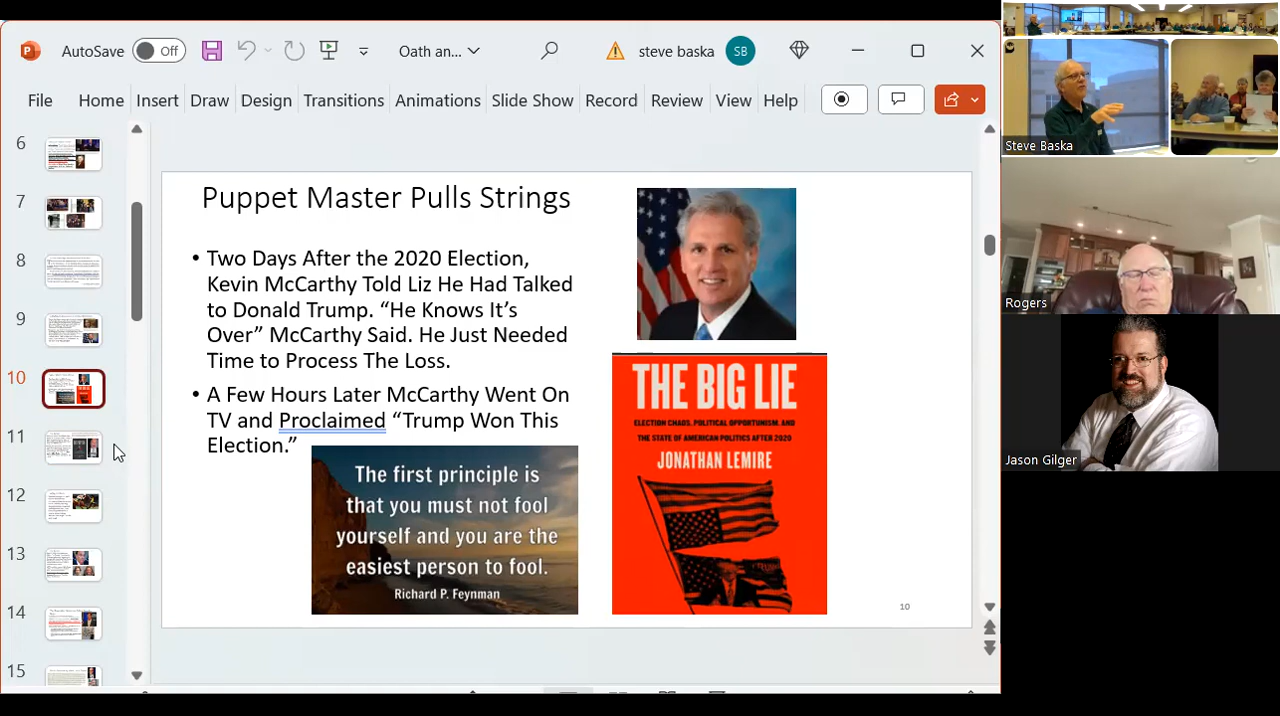 AutoSave
Off
Oath an...
steve baska
SB
File
Home
Insert
Draw
Design
Transitions
Animations
Slide Show
Record
Review
View
Help
6
7
8
9
10
11
12
13
14
15
Puppet Master Pulls Strings
• Two Days After the 2020 Election,
Kevin McCarthy Told Liz He Had Talked
to Donald Trump. “He Knows It’s
Over” McCarthy Said. He Just Needed
Time to Process The Loss.
• A Few Hours Later McCarthy Went On
TV and Proclaimed “Trump Won This
Election.”
The first principle is
that you must not fool
yourself and you are the
easiest person to fool.
Richard P. Feynman
THE BIG LIE
ELECTION CHAOS, POLITICAL OPPORTUNISM, AND
THE STATE OF AMERICAN POLITICS AFTER 2020
JONATHAN LEMIRE
10
Steve Baska
Rogers
Jason Gilger